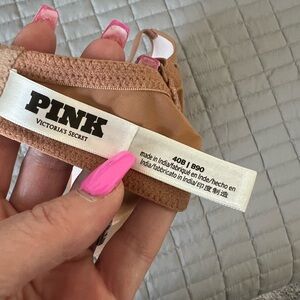 PINK
VICTORIA'S SECRET
40B | B90
made in India/fabriqué en Inde/hecho en
India/fabbricato in India/印度制造